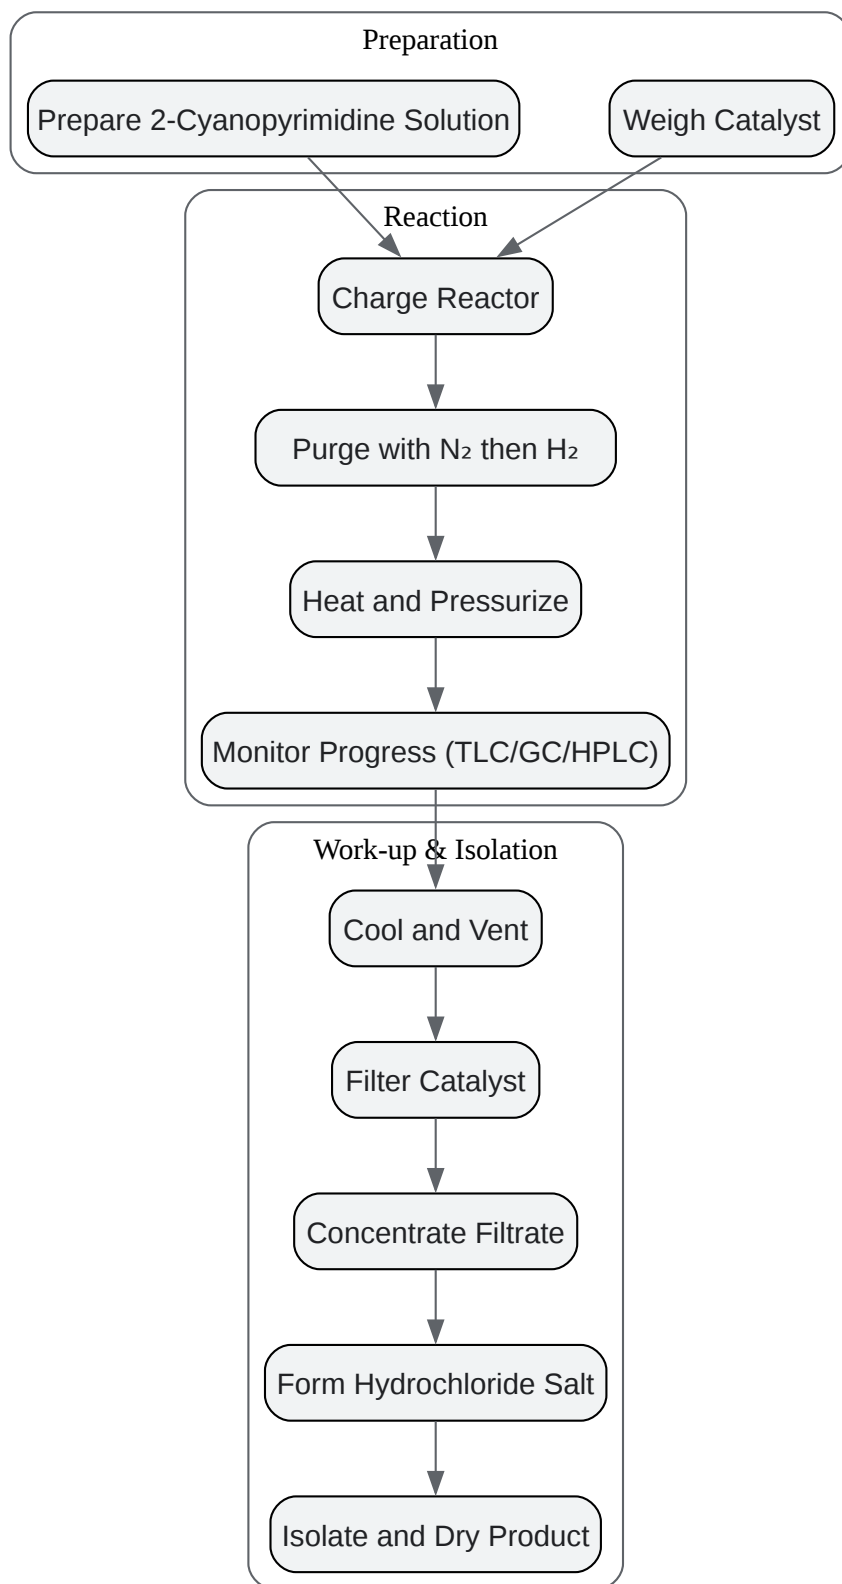 Preparation
Prepare 2-Cyanopyrimidine Solution
Weigh Catalyst
Reaction
Charge Reactor
Purge with N₂ then H₂
Heat and Pressurize
Monitor Progress (TLC/GC/HPLC)
Work-up & Isolation
Cool and Vent
Filter Catalyst
Concentrate Filtrate
Form Hydrochloride Salt
Isolate and Dry Product